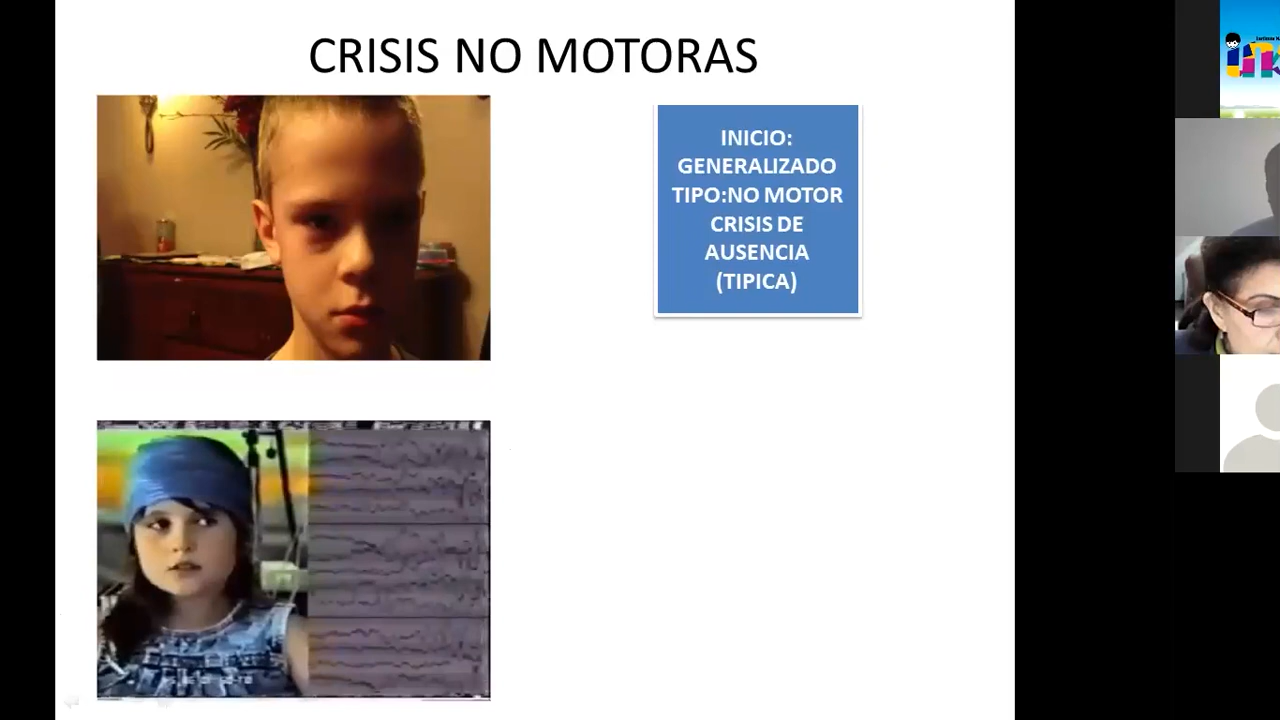 CRISIS NO MOTORAS
INICIO:
GENERALIZADO
TIPO:NO MOTOR
CRISIS DE
AUSENCIA
(TIPICA)